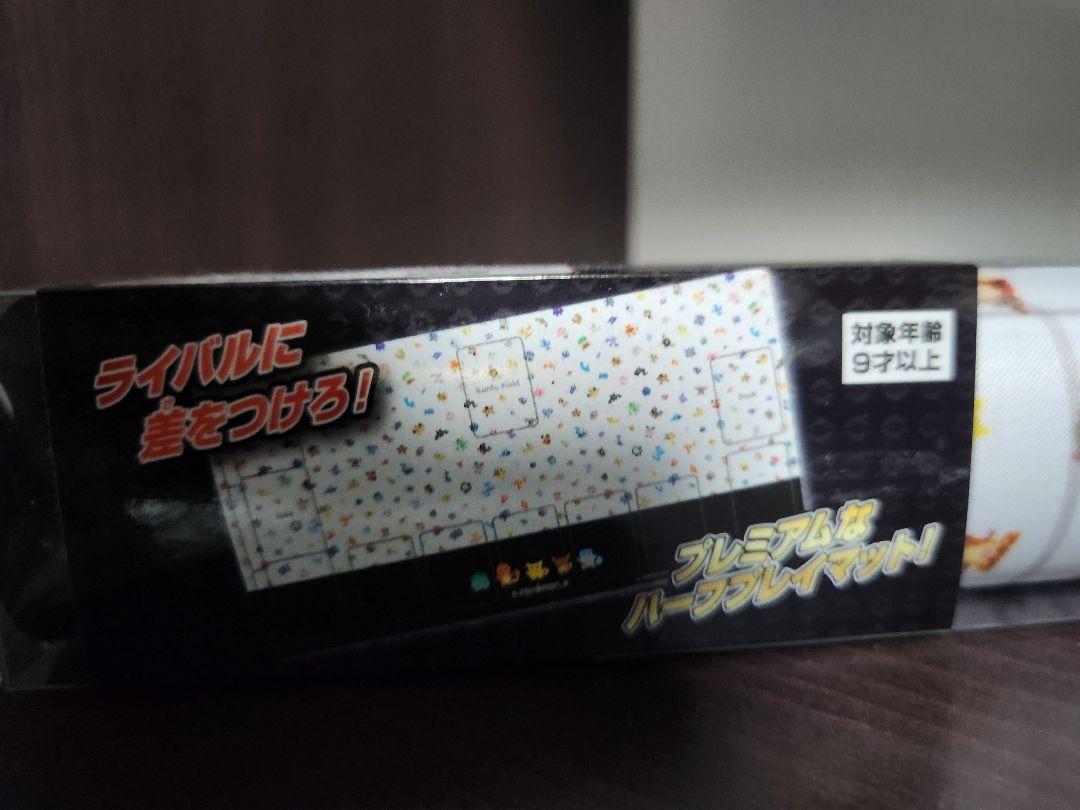 ライバルに
差をつけろ!
対象年齢
9才以上
Battle Field
Deck
プレミアムな
ハーフプレイマット!